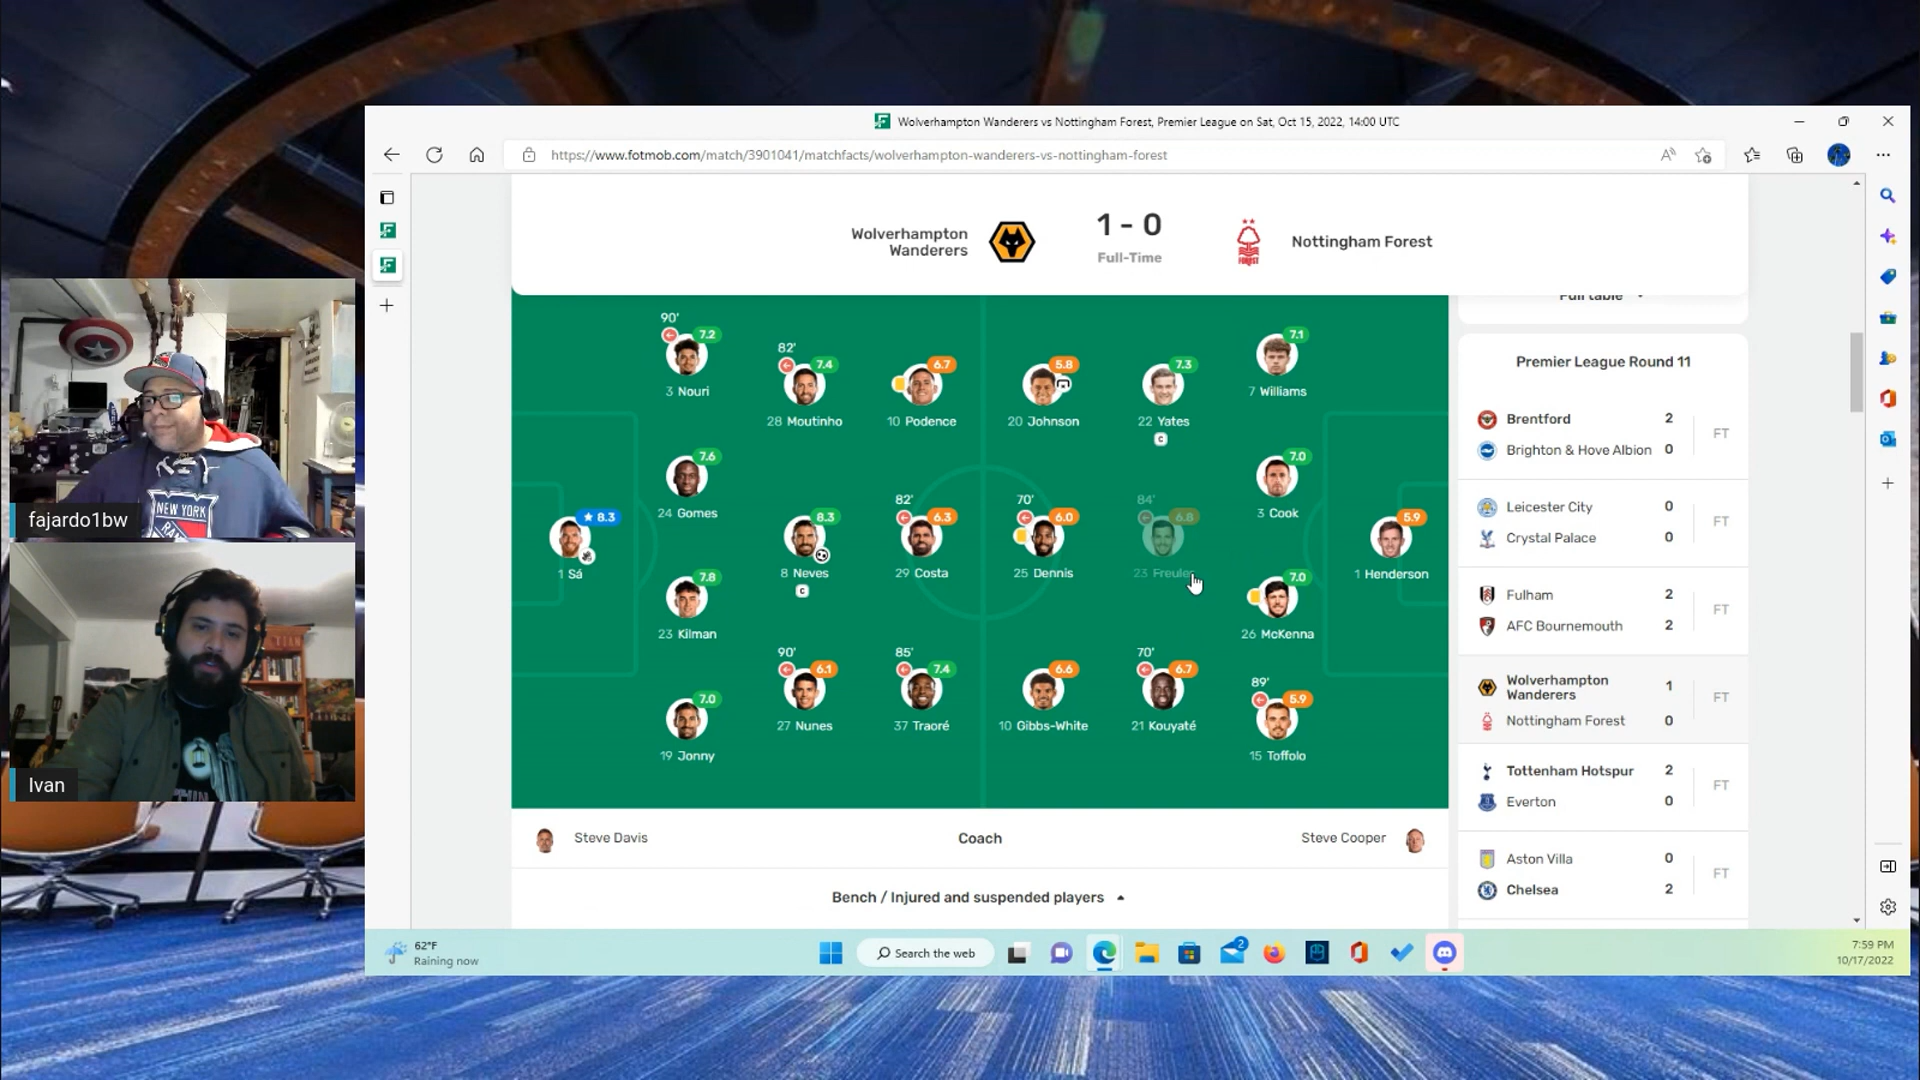 Wolverhampton Wanderers vs Nottingham Forest, Premier League on Sat, Oct 15, 2022, 14:00 UTC
https://www.fotmob.com/match/3901041/matchfacts/wolverhampton-wanderers-vs-nottingham-forest
Wolverhampton
Wanderers
1 - 0
Full-Time
Nottingham Forest
FOREST
90'
7.2
3 Nouri
82'
7.4
28 Moutinho
6.7
10 Podence
5.8
20 Johnson
7.3
22 Yates
C
7.1
7 Williams
7.6
24 Gomes
7.0
3 Cook
8.3
1 Sá
8.3
8 Neves
C
82'
6.3
29 Costa
70'
6.0
25 Dennis
84'
6.8
23 Freuler
5.9
1 Henderson
7.8
23 Kilman
7.0
26 McKenna
90'
6.1
27 Nunes
85'
7.4
37 Traoré
6.6
10 Gibbs-White
70'
6.7
21 Kouyaté
7.0
19 Jonny
89'
5.9
15 Toffolo
Steve Davis
Coach
Steve Cooper
Bench / Injured and suspended players
Full table
Premier League Round 11
Brentford 2
Brighton & Hove Albion 0
FT
Leicester City 0
Crystal Palace 0
FT
Fulham 2
AFC Bournemouth 2
FT
Wolverhampton
Wanderers 1
Nottingham Forest 0
FT
Tottenham Hotspur 2
Everton 0
FT
Aston Villa 0
Chelsea 2
FT
fajardo1bw
NEW YORK
Ivan
62°F
Raining now
Search the web
2
7:59 PM
10/17/2022